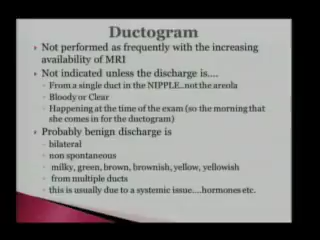 Ductogram
Not performed as frequently with the increasing
availability of MRI
Not indicated unless the discharge is....
From a single duct in the NIPPLE..not the areola
Bloody or Clear
Happening at the time of the exam (so the morning that
she comes in for the ductogram)
Probably benign discharge is
bilateral
non spontaneous
milky, green, brown, brownish, yellow, yellowish
from multiple ducts
this is usually due to a systemic issue....hormones etc.